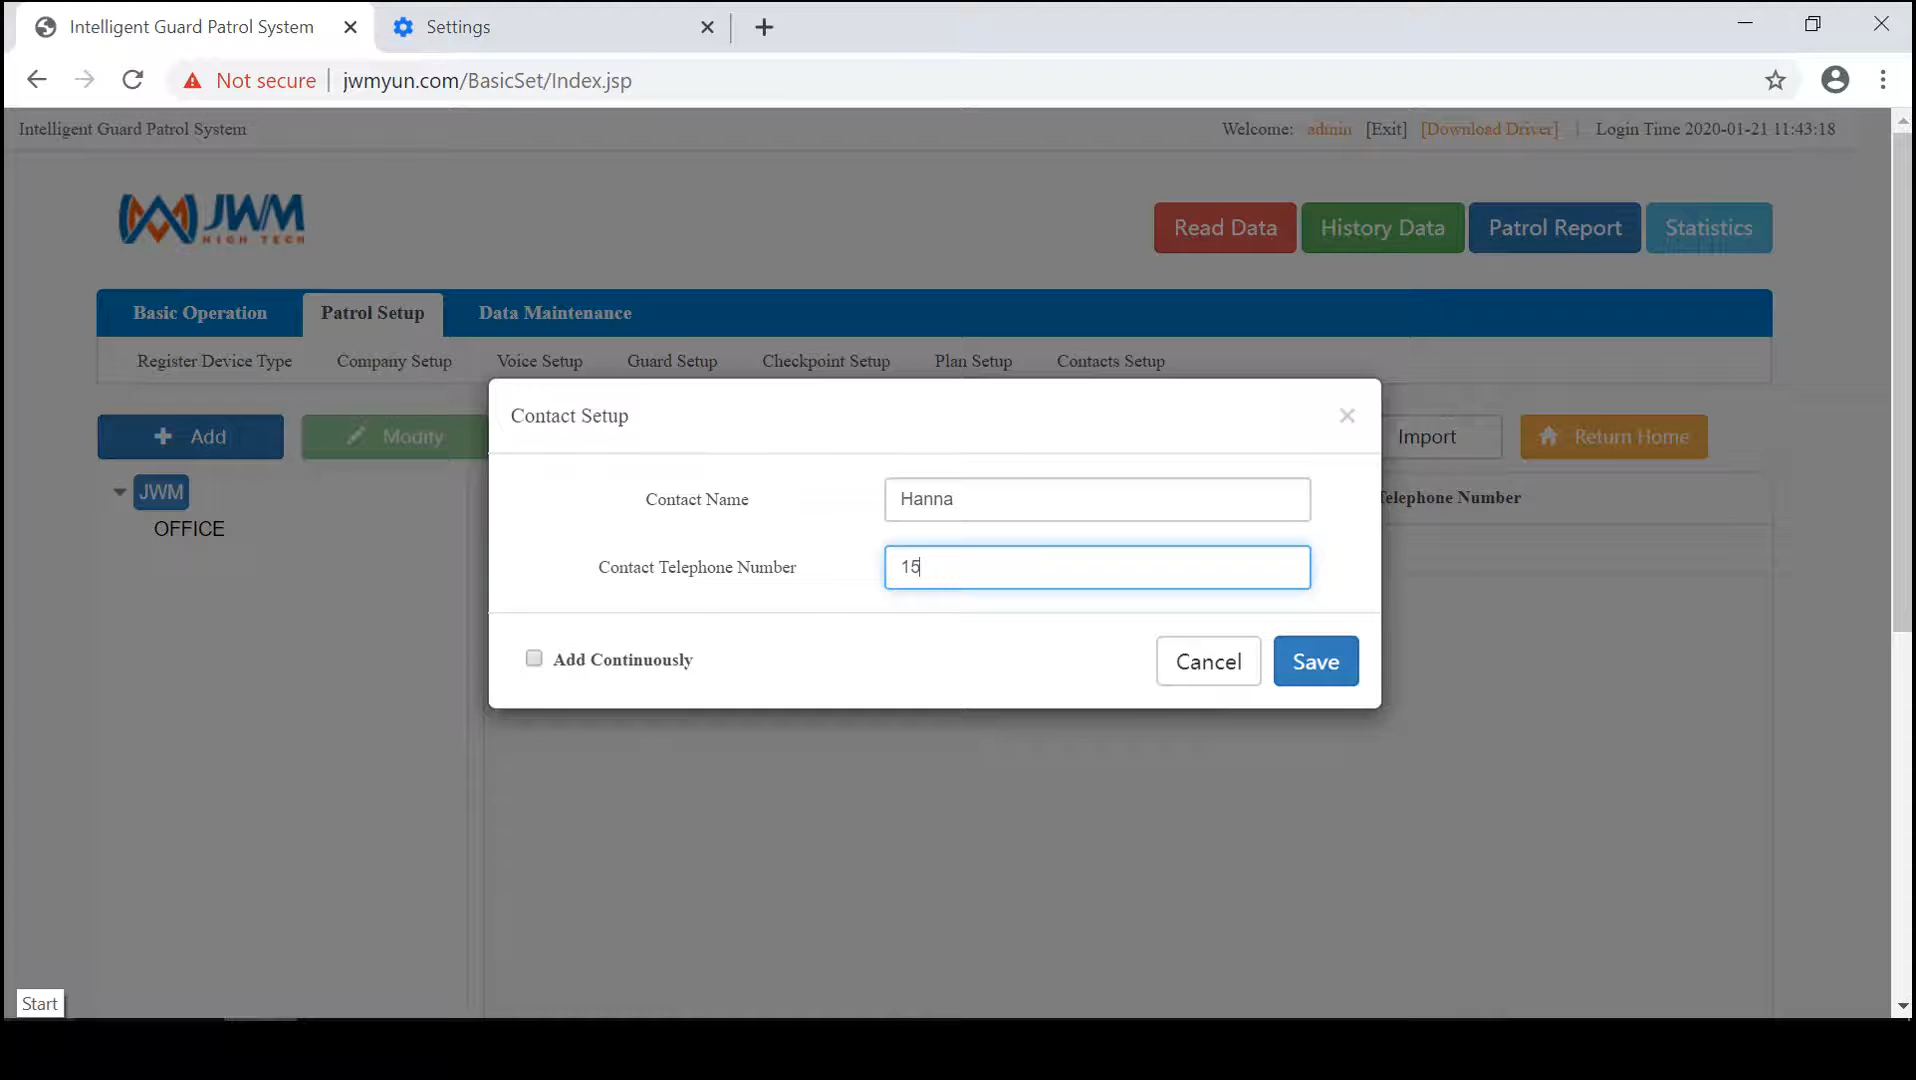 Intelligent Guard Patrol System
Settings
Not secure
jwmyun.com/BasicSet/Index.jsp
Intelligent Guard Patrol System
Welcome: admin [Exit] [Download Driver] | Login Time 2020-01-21 11:43:18
JWM
HIGH TECH
Read Data
History Data
Patrol Report
Statistics
Basic Operation
Patrol Setup
Data Maintenance
Register Device Type
Company Setup
Voice Setup
Guard Setup
Checkpoint Setup
Plan Setup
Contacts Setup
Contact Setup
Add
Modify
Import
Return Home
JWM
OFFICE
Telephone Number
Contact Name
Hanna
Contact Telephone Number
15
Add Continuously
Cancel
Save
Start